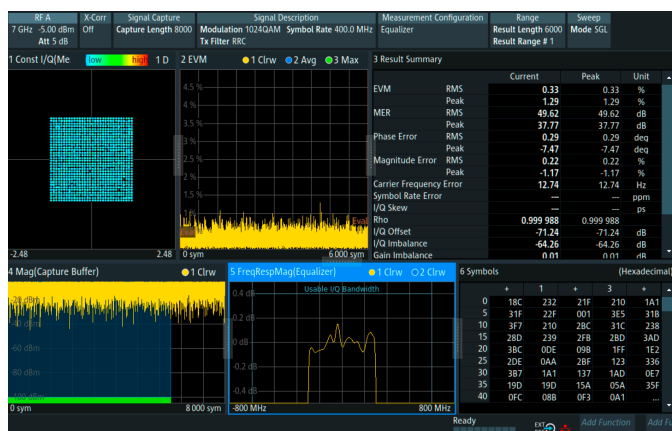 RF A X-Corr Signal Capture Signal Description Measurement Configuration Range Sweep
7 GHz -5.00 dBm Off Capture Length 8000 Modulation 1024QAM Symbol Rate 400.0 MHz Equalizer Result Length 6000 Mode SGL
Att 5 dB Tx Filter RRC Result Range # 1
1 Const I/Q(Me low high 1 D 2 EVM 1 Clrw 2 Avg 3 Max 3 Result Summary
Current Peak Unit
4.5 %
EVM RMS 0.33 0.33 %
Peak 1.29 1.29 %
MER RMS 49.62 49.62 dB
3.5 % Peak 37.77 37.77 dB
Phase Error RMS 0.29 0.29 deg
Peak -7.47 -7.47 deg
Magnitude Error RMS 0.22 0.22 %
2.5 % Peak -1.17 -1.17 %
Carrier Frequency Error 12.74 12.74 Hz
Symbol Rate Error --- --- ppm
I/Q Skew --- --- ps
Rho 0.999 988 0.999 988
I/Q Offset -71.24 -71.24 dB
I/Q Imbalance -64.26 -64.26 dB
-2.48 2.48 0 sym 6 000 sym Gain Imbalance 0.01 0.01 dB
4 Mag(Capture Buffer) 1 Clrw 5 FreqRespMag(Equalizer) 1 Clrw 2 Clrw 6 Symbols (Hexadecimal)
Usable I/Q Bandwidth + 1 + 3 +
0.4 dB
0 18C 232 21F 210 1A1
5 31F 22F 001 3E5 31B
0.2 dB
10 3F7 210 2BC 31C 238
15 28D 239 2FB 2BD 3AD
-60 dBm 0 dB
20 3BC 0DE 09B 1FF 1E2
25 2DE 0AA 2BF 123 336
-80 dBm
30 3B7 1A1 137 1AD 0E7
35 19D 19D 15A 05A 35F
-100 dBm -0.4 dB
40 0FC 08B 0F3 0A1 ...
0 sym 8 000 sym -800 MHz 800 MHz
Ready EXT Add Function